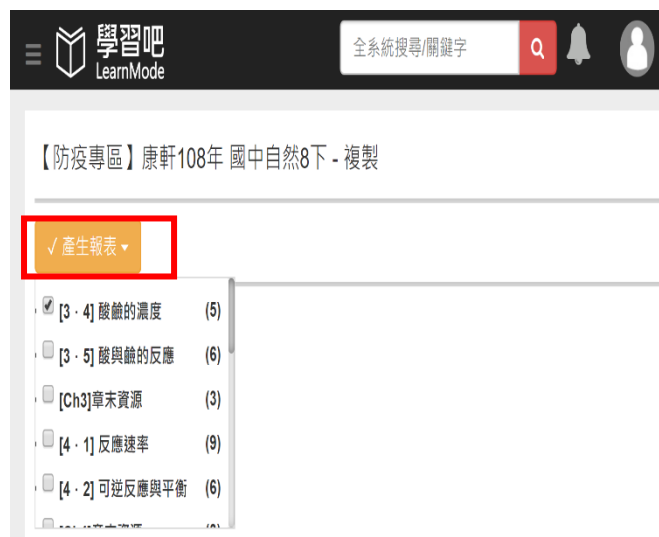 學習吧
LearnMode
全系統搜尋/關鍵字
【防疫專區】康軒108年 國中自然8下 - 複製
√ 產生報表
[3‧4] 酸鹼的濃度 (5)
[3‧5] 酸與鹼的反應 (6)
[Ch3]章末資源 (3)
[4‧1] 反應速率 (9)
[4‧2] 可逆反應與平衡 (6)